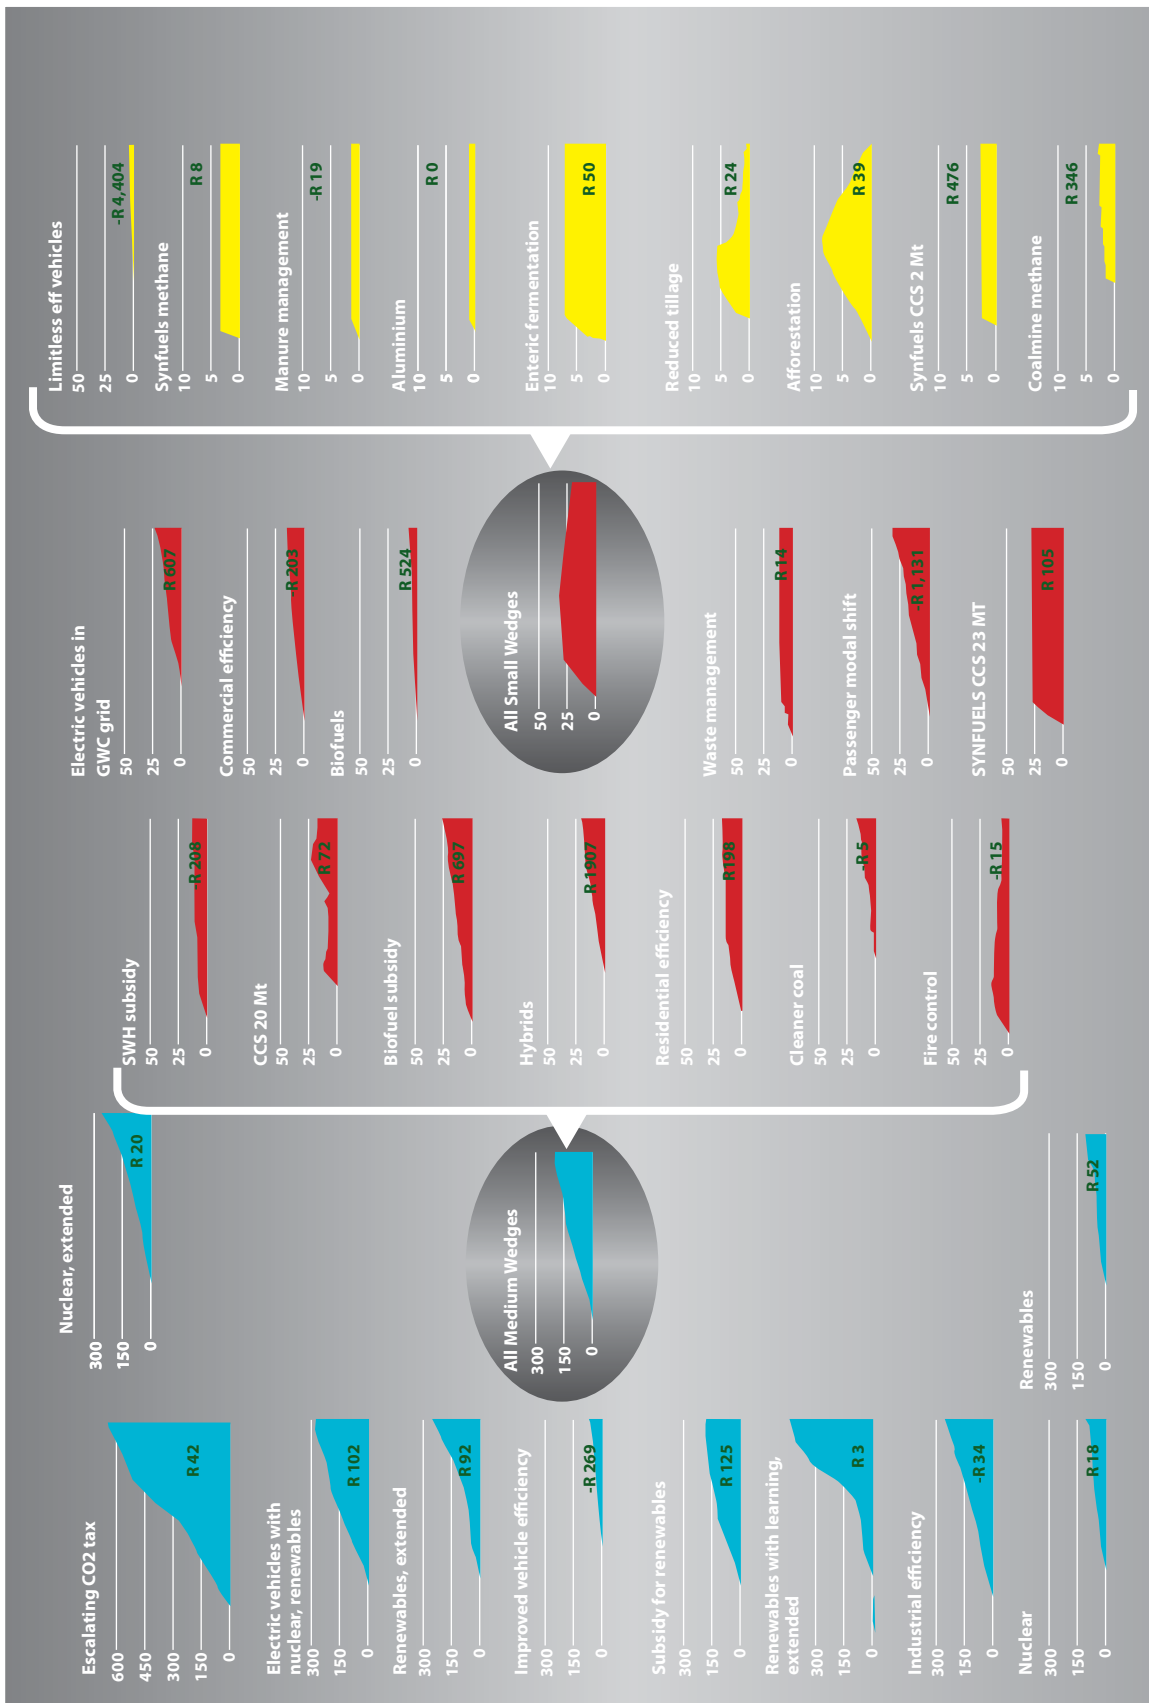 Escalating CO2 tax
600
450
300
150
0
R 42
Electric vehicles with
nuclear, renewables
300
150
0
R 102
Renewables, extended
300
150
0
R 92
Improved vehicle efficiency
300
150
0
-R 269
Subsidy for renewables
300
150
0
R 125
Renewables with learning,
extended
300
150
0
R 3
Industrial efficiency
300
150
0
-R 34
Nuclear
300
150
0
R 18
Nuclear, extended
300
150
0
R 20
All Medium Wedges
300
150
0
Renewables
300
150
0
R 52
SWH subsidy
50
25
0
-R 208
CCS 20 Mt
50
25
0
R 72
Biofuel subsidy
50
25
0
R 697
Hybrids
50
25
0
R 1907
Residential efficiency
50
25
0
R198
Cleaner coal
50
25
0
-R 5
Fire control
50
25
0
-R 15
Electric vehicles in
GWC grid
50
25
0
R 607
Commercial efficiency
50
25
0
-R 203
Biofuels
50
25
0
R 524
All Small Wedges
50
25
0
Waste management
50
25
0
R 14
Passenger modal shift
50
25
0
-R 1,131
SYNFUELS CCS 23 MT
50
25
0
R 105
Limitless eff vehicles
50
25
0
-R 4,404
Synfuels methane
10
5
0
R 8
Manure management
10
5
0
-R 19
Aluminium
10
5
0
R 0
Enteric fermentation
10
5
0
R 50
Reduced tillage
10
5
0
R 24
Afforestation
10
5
0
R 39
Synfuels CCS 2 Mt
10
5
0
R 476
Coalmine methane
10
5
0
R 346